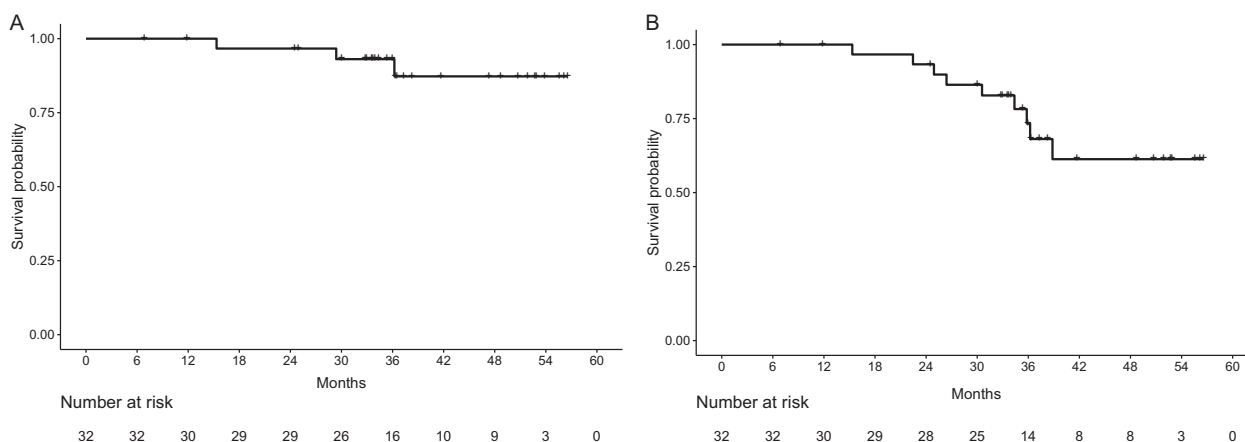 A
1.00
0.75
0.50
0.25
0.00
Survival probability
0 6 12 18 24 30 36 42 48 54 60
Months
Number at risk
32 32 30 29 29 26 16 10 9 3 0
B
1.00
0.75
0.50
0.25
0.00
Survival probability
0 6 12 18 24 30 36 42 48 54 60
Months
Number at risk
32 32 30 29 28 25 14 8 8 3 0